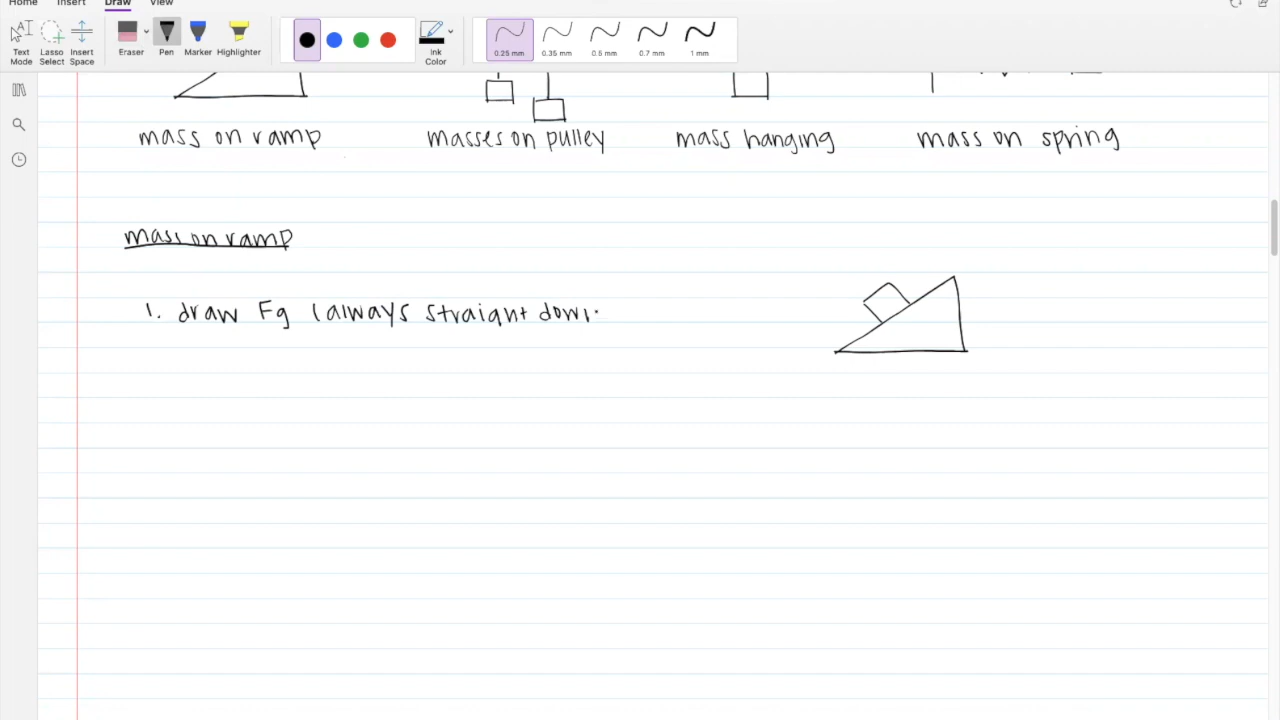 Home Insert Draw View
Text Mode Lasso Select Insert Space Eraser Pen Marker Highlighter Ink Color 0.25 mm 0.35 mm 0.5 mm 0.7 mm 1 mm
mass on ramp masses on pulley mass hanging mass on spring
mass on ramp
1. draw Fg (always straight down